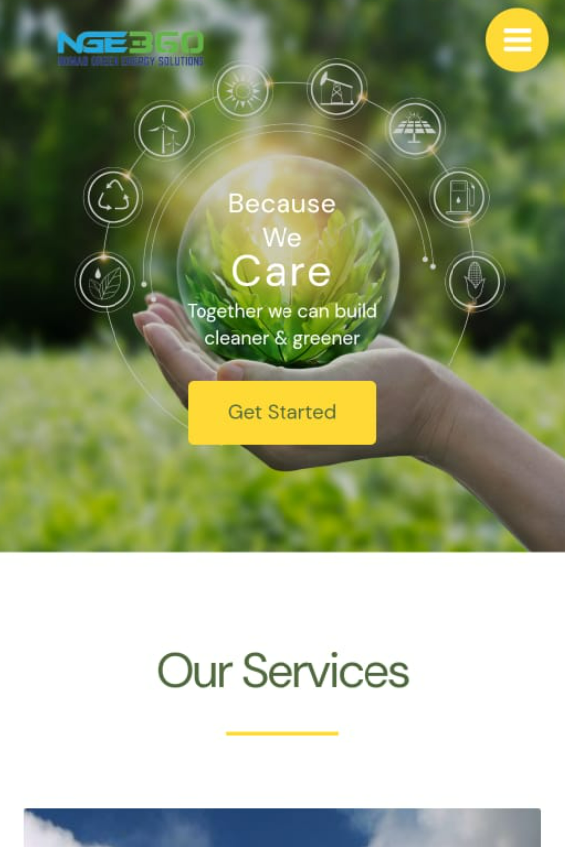 NGE360
NOMAD GREEN ENERGY SOLUTIONS
Because
We
Care
Together we can build
cleaner & greener
Get Started
Our Services